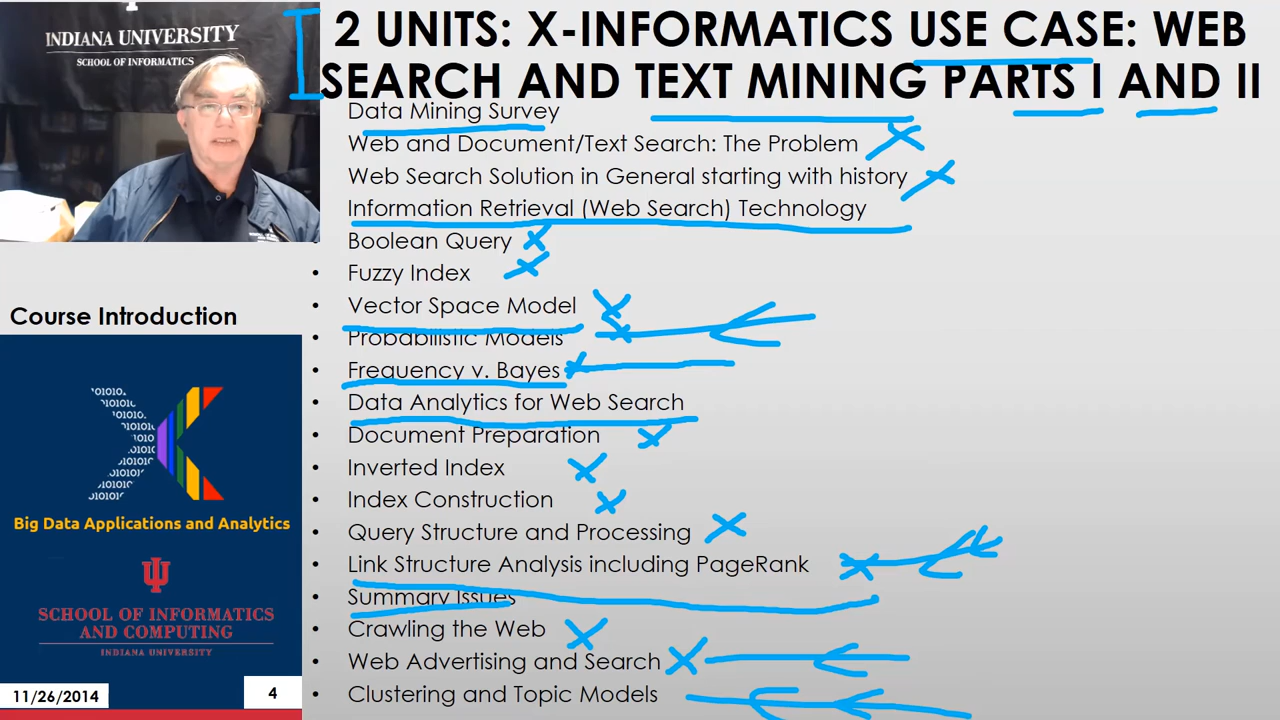 INDIANA UNIVERSITY
SCHOOL OF INFORMATICS
2 UNITS: X-INFORMATICS USE CASE: WEB
SEARCH AND TEXT MINING PARTS I AND II
Data Mining Survey
Web and Document/Text Search: The Problem
Web Search Solution in General starting with history
Information Retrieval (Web Search) Technology
• Boolean Query
• Fuzzy Index
• Vector Space Model
• Probabilistic Models
• Frequency v. Bayes
• Data Analytics for Web Search
• Document Preparation
• Inverted Index
• Index Construction
• Query Structure and Processing
• Link Structure Analysis including PageRank
• Summary Issues
• Crawling the Web
• Web Advertising and Search
• Clustering and Topic Models
Course Introduction
Big Data Applications and Analytics
SCHOOL OF INFORMATICS
AND COMPUTING
INDIANA UNIVERSITY
11/26/2014
4